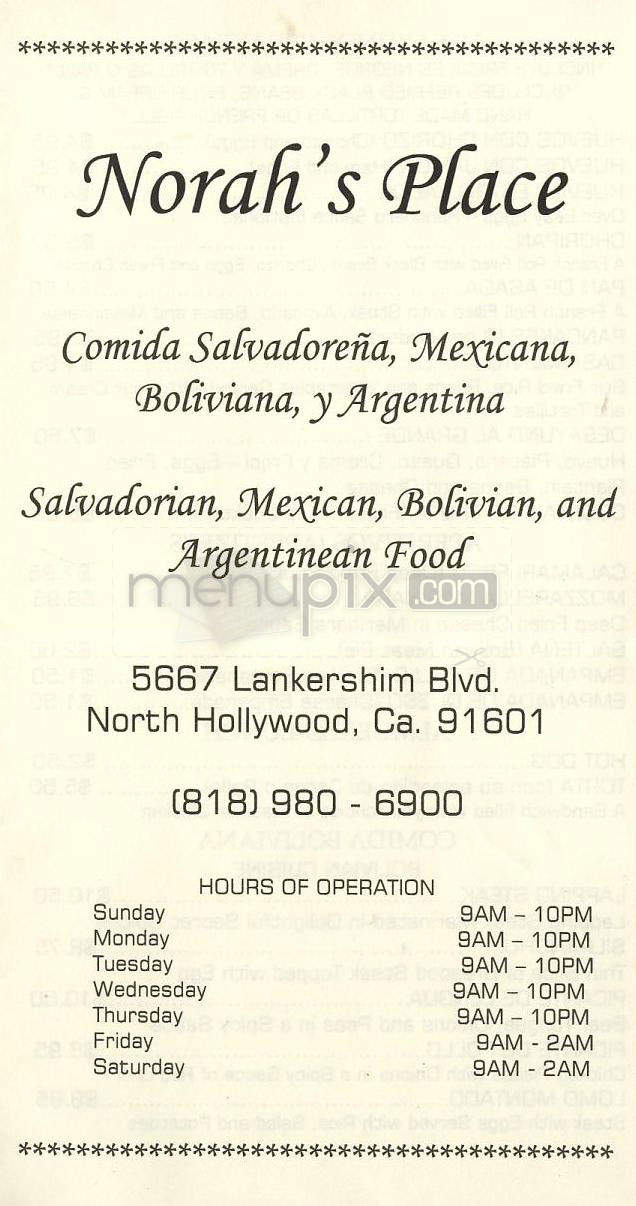 ****************************************
Norah's Place
Comida Salvadoreña, Mexicana,
Boliviana, y Argentina
Salvadorian, Mexican, Bolivian, and
Argentinean Food
menupix.com
5667 Lankershim Blvd.
North Hollywood, Ca. 91601
(818) 980 - 6900
HOURS OF OPERATION
Sunday 9AM – 10PM
Monday 9AM – 10PM
Tuesday 9AM – 10PM
Wednesday 9AM – 10PM
Thursday 9AM – 10PM
Friday 9AM - 2AM
Saturday 9AM - 2AM
****************************************